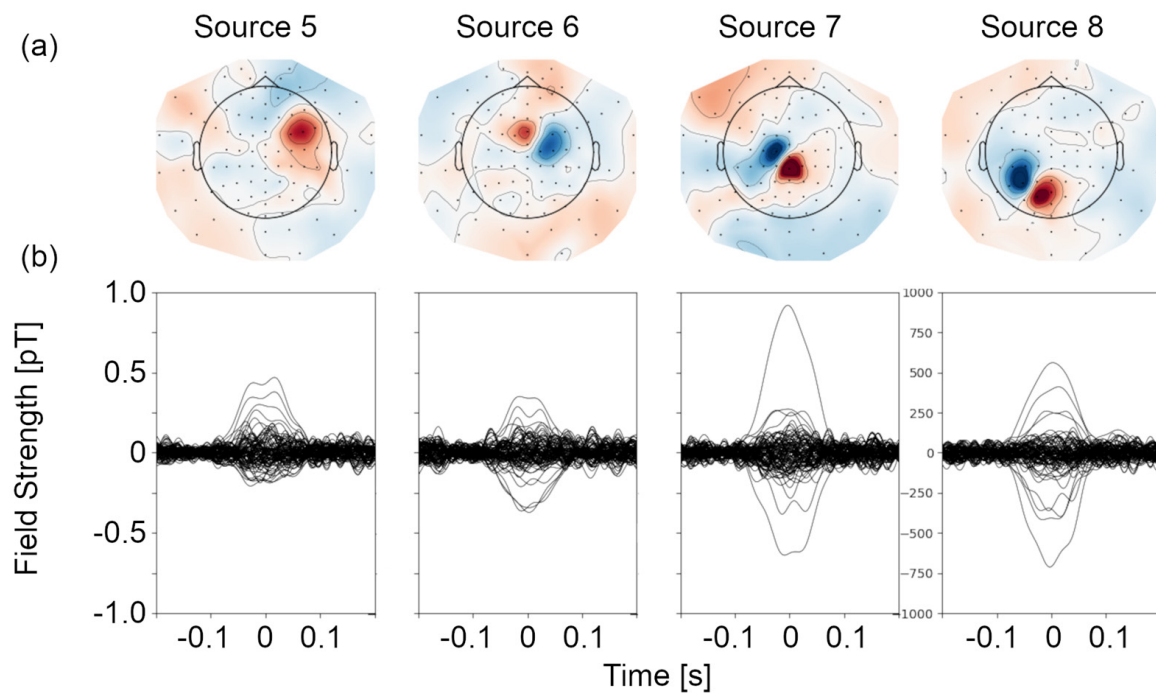 (a)
Source 5
Source 6
Source 7
Source 8
(b)
Field Strength [pT]
1.0
0.5
0
-0.5
-1.0
1000
750
500
250
0
−250
−500
−750
−1000
-0.1 0 0.1
-0.1 0 0.1
-0.1 0 0.1
-0.1 0 0.1
Time [s]